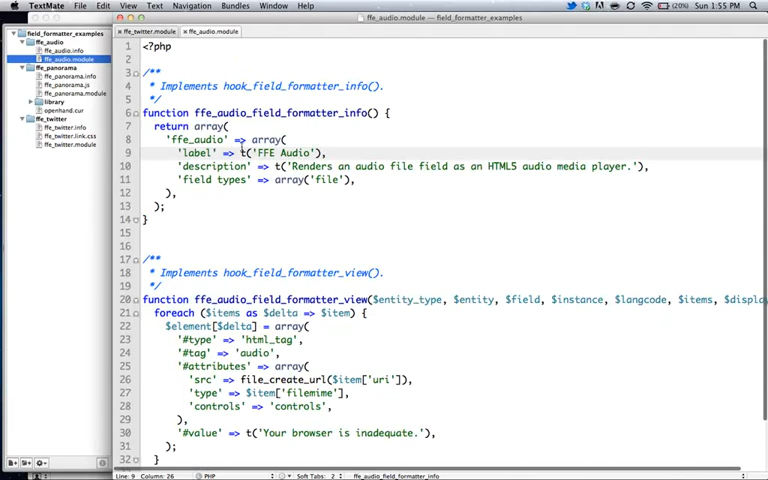 TextMate File Edit View Text Navigation Bundles Window Help (20%) Sun 1:55 PM
ffe_audio.module — field_formatter_examples
field_formatter_examples
ffe_audio
ffe_audio.info
ffe_audio.module
ffe_panorama
ffe_panorama.info
ffe_panorama.js
ffe_panorama.module
library
openhand.cur
ffe_twitter
ffe_twitter.info
ffe_twitter.link.css
ffe_twitter.module
ffe_twitter.module ffe_audio.module
1 <?php
2
3 /**
4 * Implements hook_field_formatter_info().
5 */
6 function ffe_audio_field_formatter_info() {
7 return array(
8 'ffe_audio' => array(
9 'label' => t('FFE Audio'),
10 'description' => t('Renders an audio file field as an HTML5 audio media player.'),
11 'field types' => array('file'),
12 ),
13 );
14 }
15
16
17 /**
18 * Implements hook_field_formatter_view().
19 */
20 function ffe_audio_field_formatter_view($entity_type, $entity, $field, $instance, $langcode, $items, $displa
21 foreach ($items as $delta => $item) {
22 $element[$delta] = array(
23 '#type' => 'html_tag',
24 '#tag' => 'audio',
25 '#attributes' => array(
26 'src' => file_create_url($item['uri']),
27 'type' => $item['filemime'],
28 'controls' => 'controls',
29 ),
30 '#value' => t('Your browser is inadequate.'),
31 );
32 }
Line: 9 Column: 26 PHP Soft Tabs: 2 ffe_audio_field_formatter_info